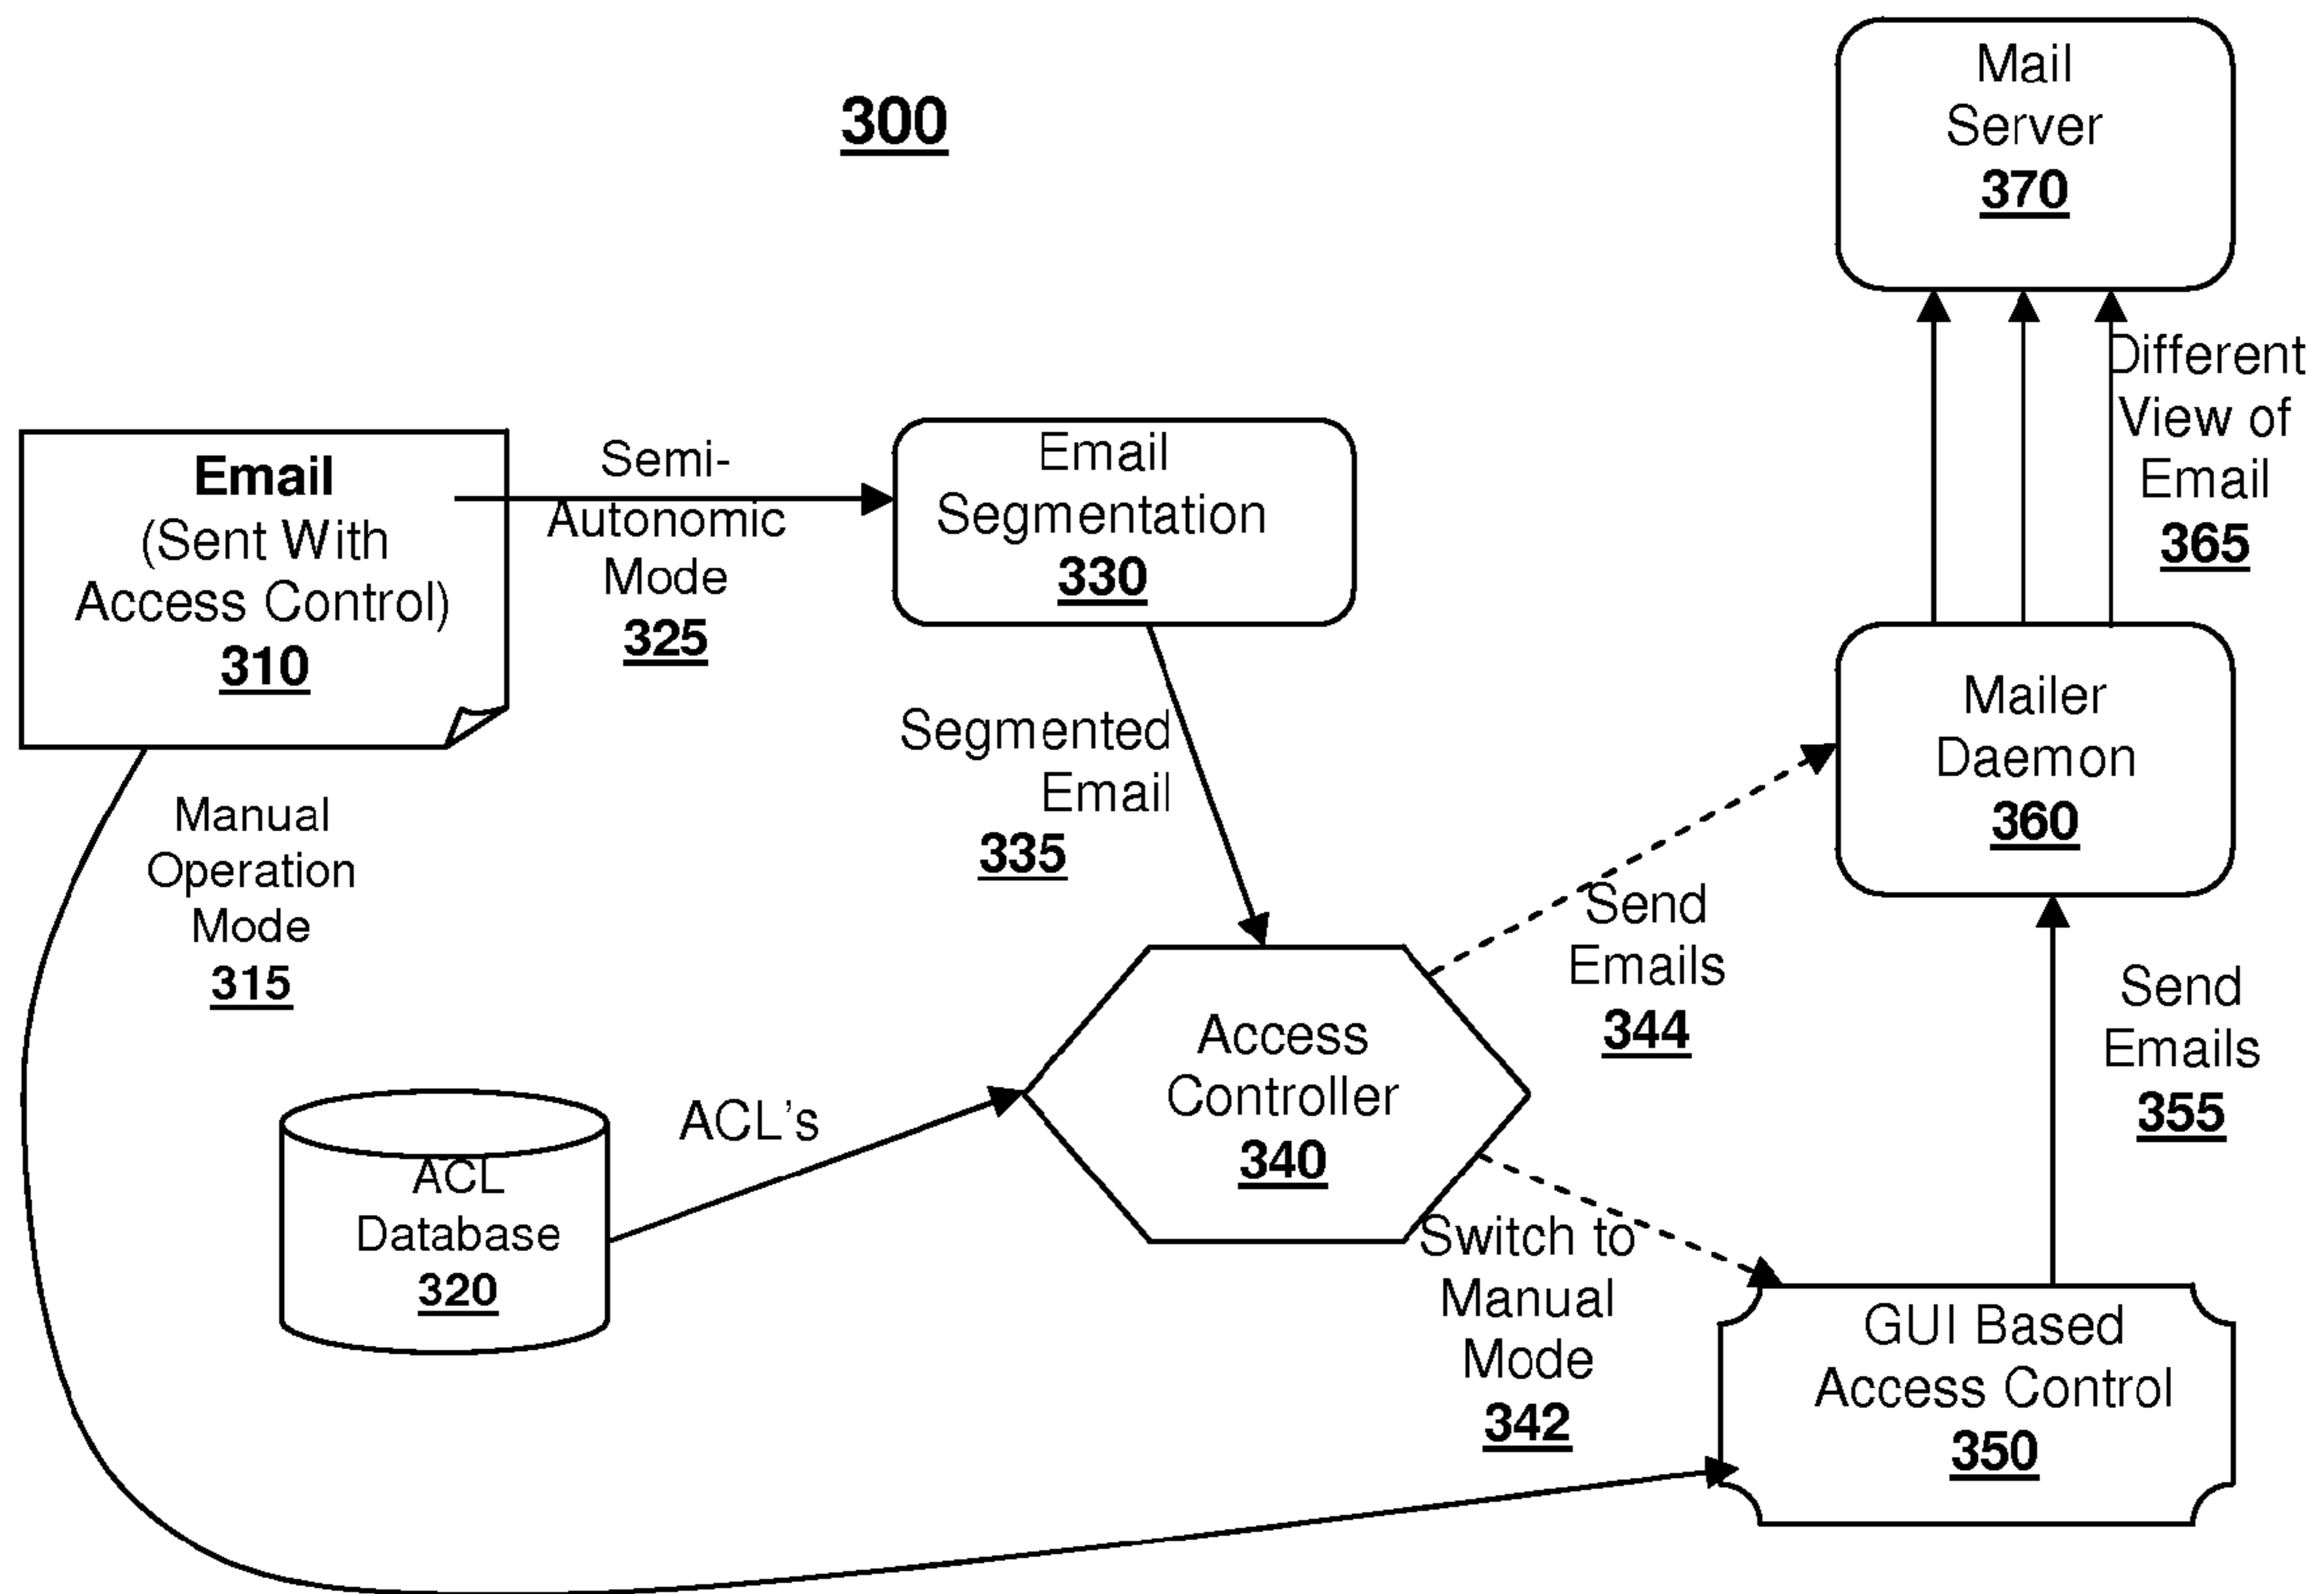 300
Mail
Server
370
Different
View of
Email
365
Email
(Sent With
Access Control)
310
Semi-
Autonomic
Mode
325
Email
Segmentation
330
Segmented
Email
335
Mailer
Daemon
360
Manual
Operation
Mode
315
Send
Emails
344
Send
Emails
355
Access
Controller
340
ACL's
ACL
Database
320
Switch to
Manual
Mode
342
GUI Based
Access Control
350